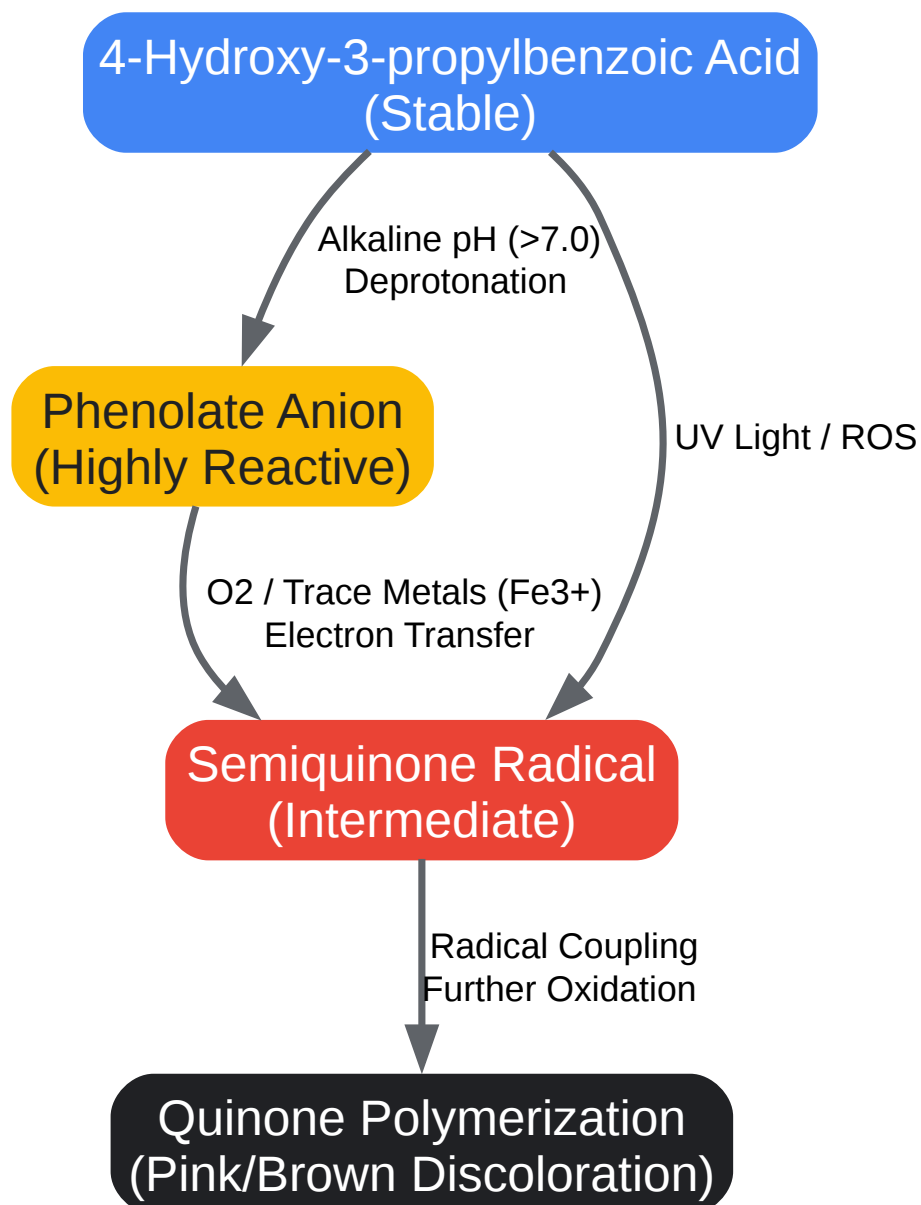 4-Hydroxy-3-propylbenzoic Acid
(Stable)
Alkaline pH (>7.0)
Deprotonation
Phenolate Anion
(Highly Reactive)
UV Light / ROS
O2 / Trace Metals (Fe3+)
Electron Transfer
Semiquinone Radical
(Intermediate)
Radical Coupling
Further Oxidation
Quinone Polymerization
(Pink/Brown Discoloration)